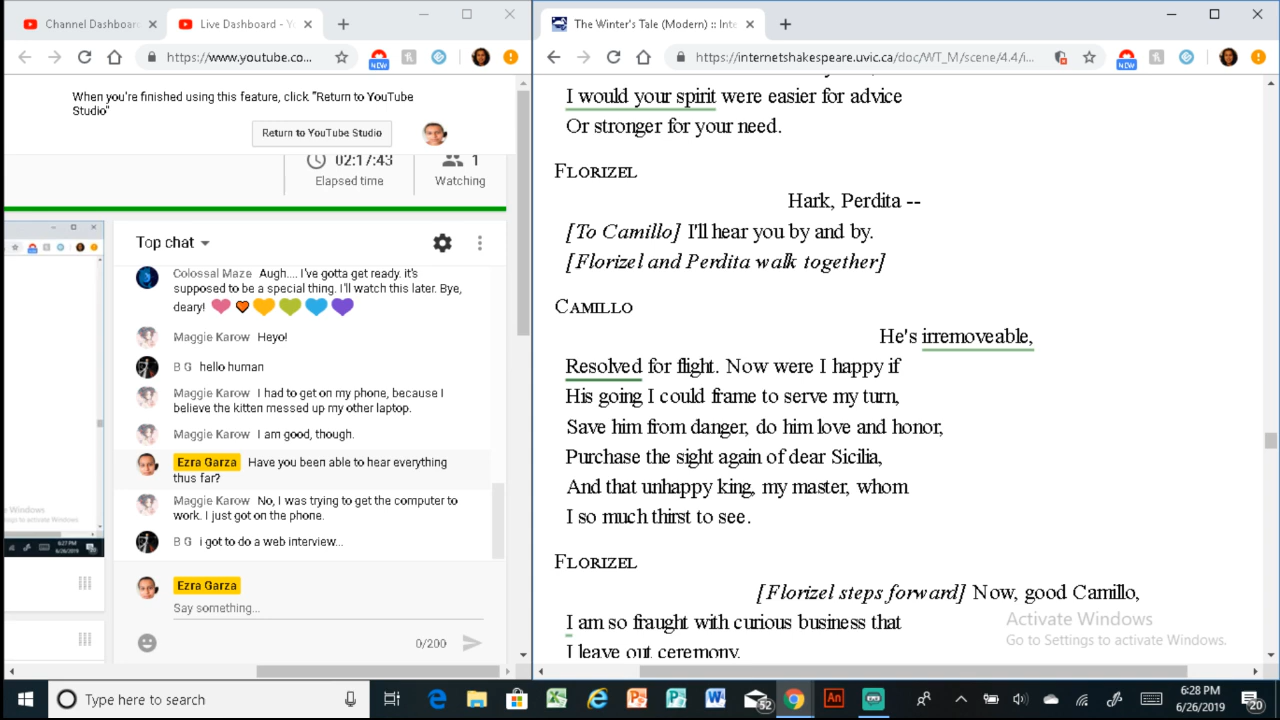 Channel Dashboard
Live Dashboard - Yo
The Winter's Tale (Modern) :: Inte
https://www.youtube.co...
NEW
https://internetshakespeare.uvic.ca/doc/WT_M/scene/4.4/i...
NEW
When you're finished using this feature, click "Return to YouTube
Studio"
Return to YouTube Studio
02:17:43
Elapsed time
1
Watching
Top chat
Colossal Maze Augh.... I've gotta get ready. it's
supposed to be a special thing. I'll watch this later. Bye,
deary!
Maggie Karow Heyo!
B G hello human
Maggie Karow I had to get on my phone, because I
believe the kitten messed up my other laptop.
Maggie Karow I am good, though.
Ezra Garza Have you been able to hear everything
thus far?
Maggie Karow No, I was trying to get the computer to
work. I just got on the phone.
B G i got to do a web interview...
Ezra Garza
Say something...
0/200
6:27 PM
6/26/2019
I would your spirit were easier for advice
Or stronger for your need.
FLORIZEL
Hark, Perdita --
[To Camillo] I'll hear you by and by.
[Florizel and Perdita walk together]
CAMILLO
He's irremoveable,
Resolved for flight. Now were I happy if
His going I could frame to serve my turn,
Save him from danger, do him love and honor,
Purchase the sight again of dear Sicilia,
And that unhappy king, my master, whom
I so much thirst to see.
FLORIZEL
[Florizel steps forward] Now, good Camillo,
I am so fraught with curious business that
I leave out ceremony.
Activate Windows
Go to Settings to activate Windows.
Type here to search
52
An
6:28 PM
6/26/2019
20